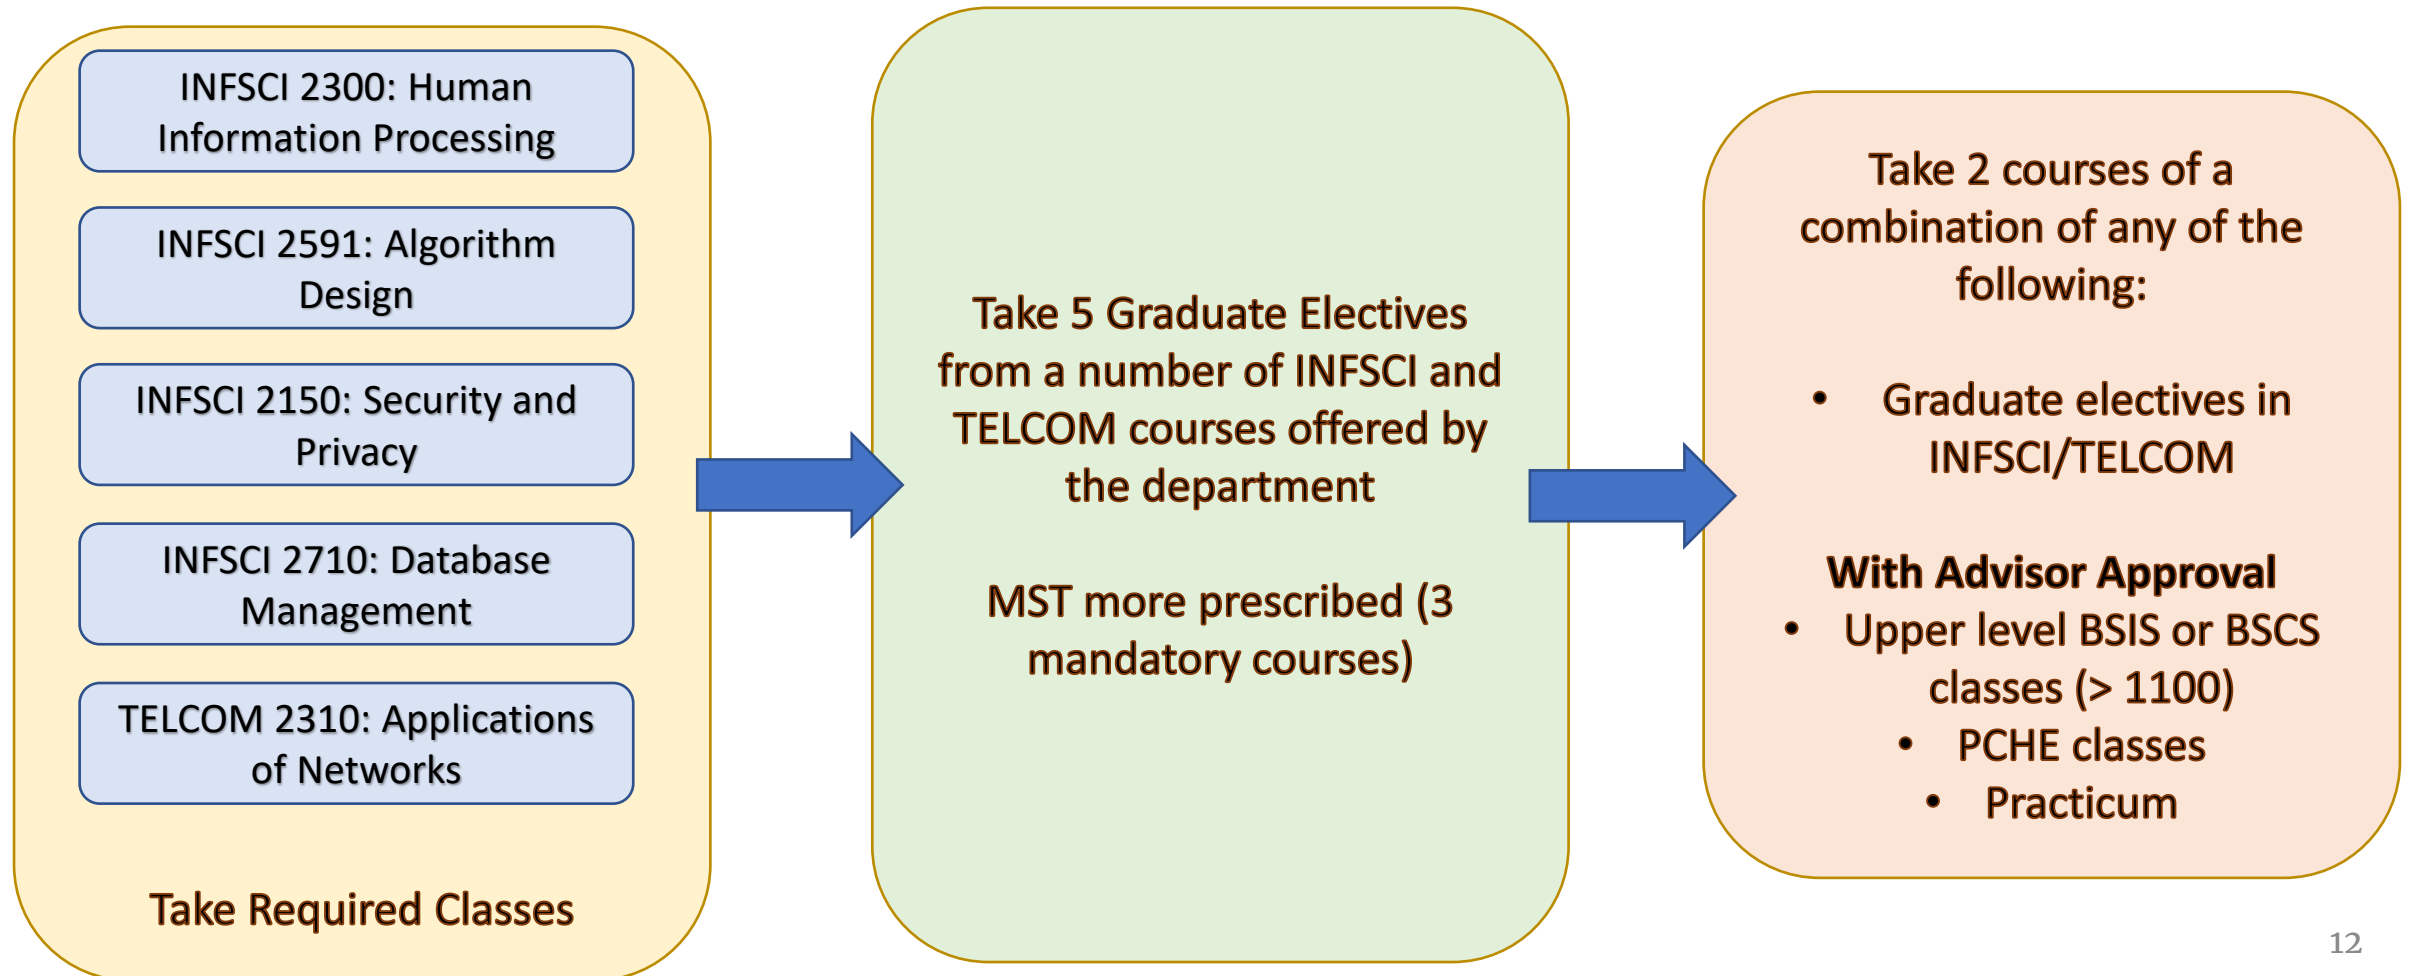 INFSCI 2300: Human
Information Processing
INFSCI 2591: Algorithm
Design
INFSCI 2150: Security and
Privacy
INFSCI 2710: Database
Management
TELCOM 2310: Applications
of Networks
Take Required Classes
Take 5 Graduate Electives
from a number of INFSCI and
TELCOM courses offered by
the department
MST more prescribed (3
mandatory courses)
Take 2 courses of a
combination of any of the
following:
• Graduate electives in
INFSCI/TELCOM
With Advisor Approval
• Upper level BSIS or BSCS
classes (> 1100)
• PCHE classes
• Practicum
12